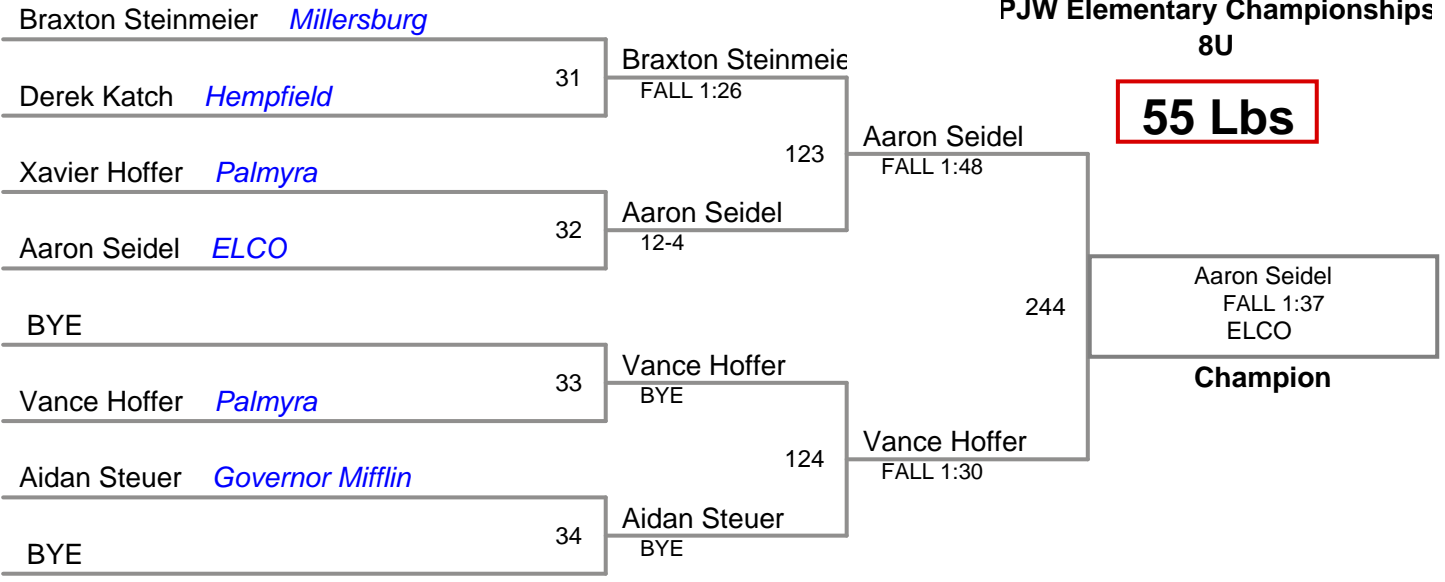 PJW Elementary Championships
8U
55 Lbs
Braxton Steinmeier Millersburg
Derek Katch Hempfield
Xavier Hoffer Palmyra
Aaron Seidel ELCO
BYE
Vance Hoffer Palmyra
Aidan Steuer Governor Mifflin
BYE
31
32
33
34
Braxton Steinmeie
FALL 1:26
Aaron Seidel
12-4
Vance Hoffer
BYE
Aidan Steuer
BYE
123
124
Aaron Seidel
FALL 1:48
Vance Hoffer
FALL 1:30
244
Aaron Seidel
FALL 1:37
ELCO
Champion